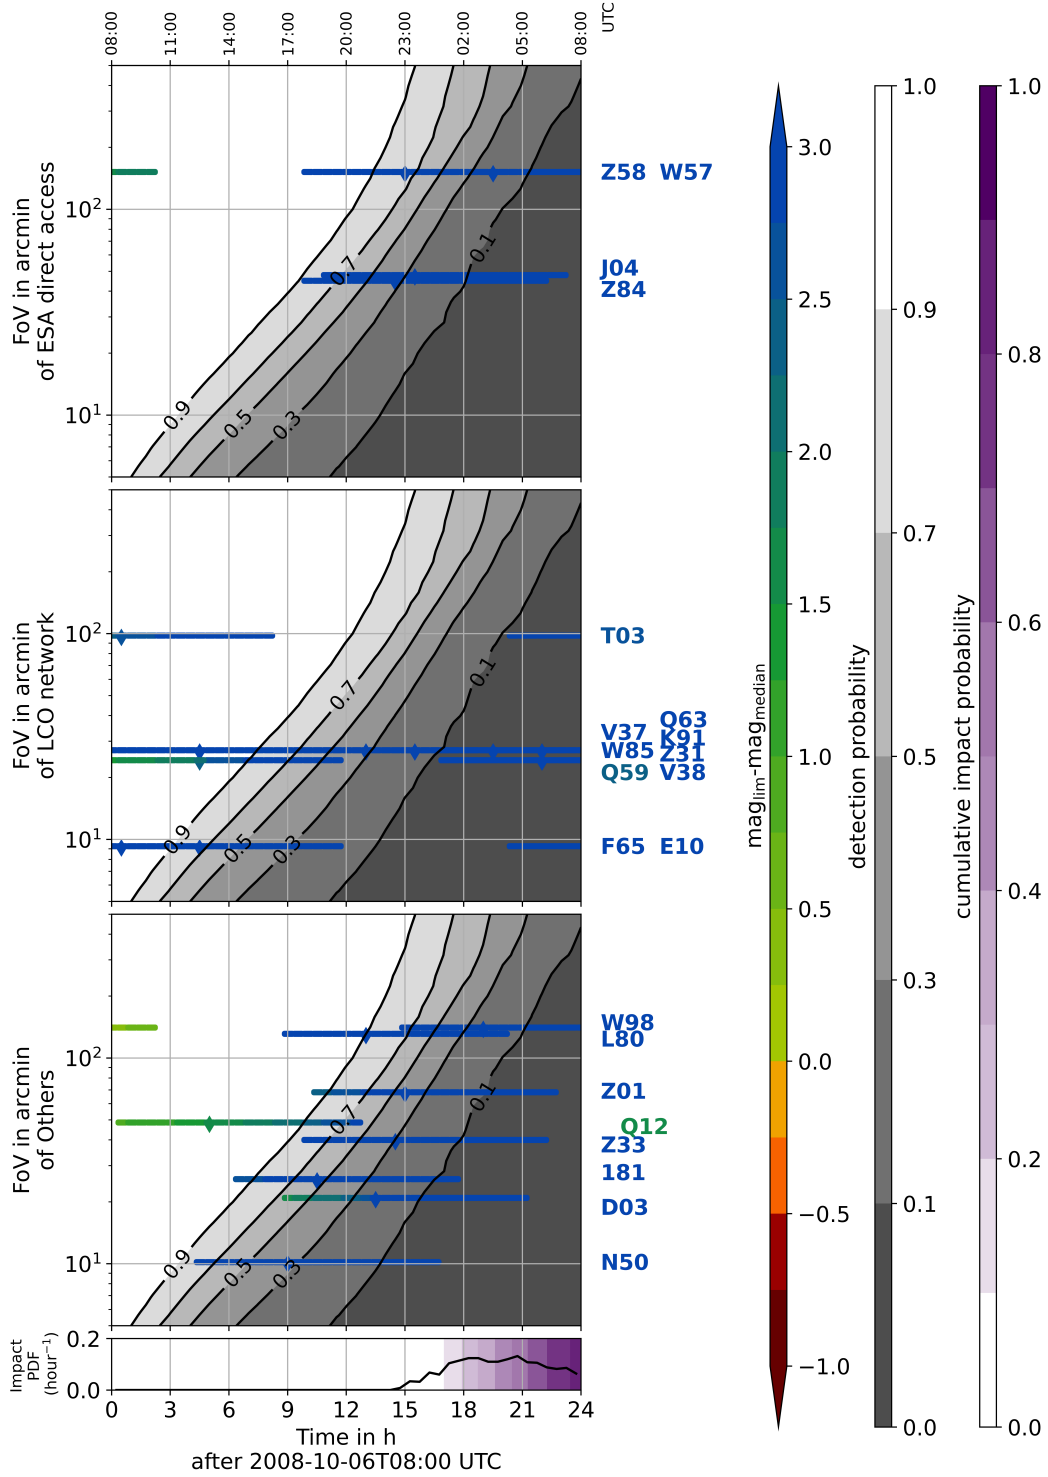 08:00 11:00 14:00 17:00 20:00 23:00 02:00 05:00 08:00 UTC
FoV in arcmin
of ESA direct access
10²
10¹
0.9 0.7 0.5 0.3 0.1
Z58 W57
J04
Z84
FoV in arcmin
of LCO network
10²
10¹
0.9 0.7 0.5 0.3 0.1
T03
Q63
V37 K91
W85 Z31
Q59 V38
F65 E10
FoV in arcmin
of Others
10²
10¹
0.9 0.7 0.5 0.3 0.1
W98
L80
Z01
Q12
Z33
181
D03
N50
Impact
PDF
(hour⁻¹)
0.2
0.0
0 3 6 9 12 15 18 21 24
Time in h
after 2008-10-06T08:00 UTC
mag_lim-mag_median
3.0
2.5
2.0
1.5
1.0
0.5
0.0
−0.5
−1.0
detection probability
1.0
0.9
0.7
0.5
0.3
0.1
0.0
cumulative impact probability
1.0
0.8
0.6
0.4
0.2
0.0